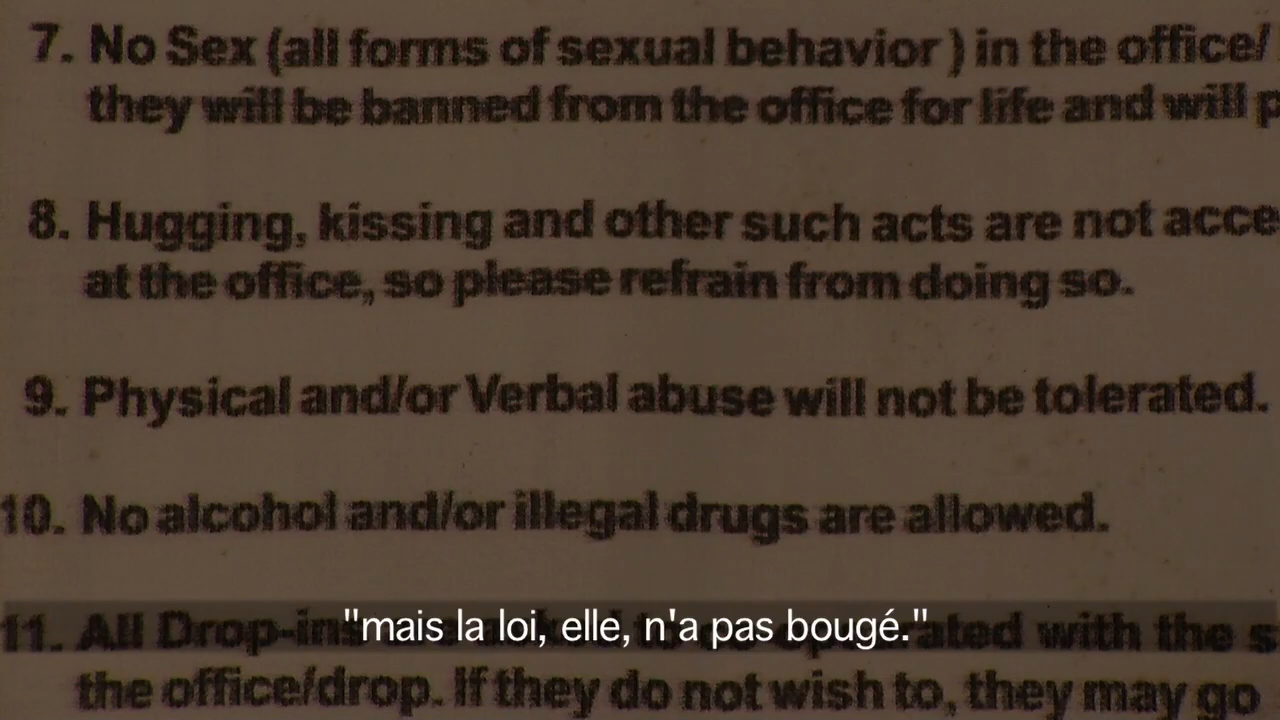 7. No Sex (all forms of sexual behavior ) in the office/
they will be banned from the office for life and will p
8. Hugging, kissing and other such acts are not acce
at the office, so please refrain from doing so.
9. Physical and/or Verbal abuse will not be tolerated.
10. No alcohol and/or illegal drugs are allowed.
11. All Drop-ins ated with the s
"mais la loi, elle, n'a pas bougé."
the office/drop. If they do not wish to, they may go